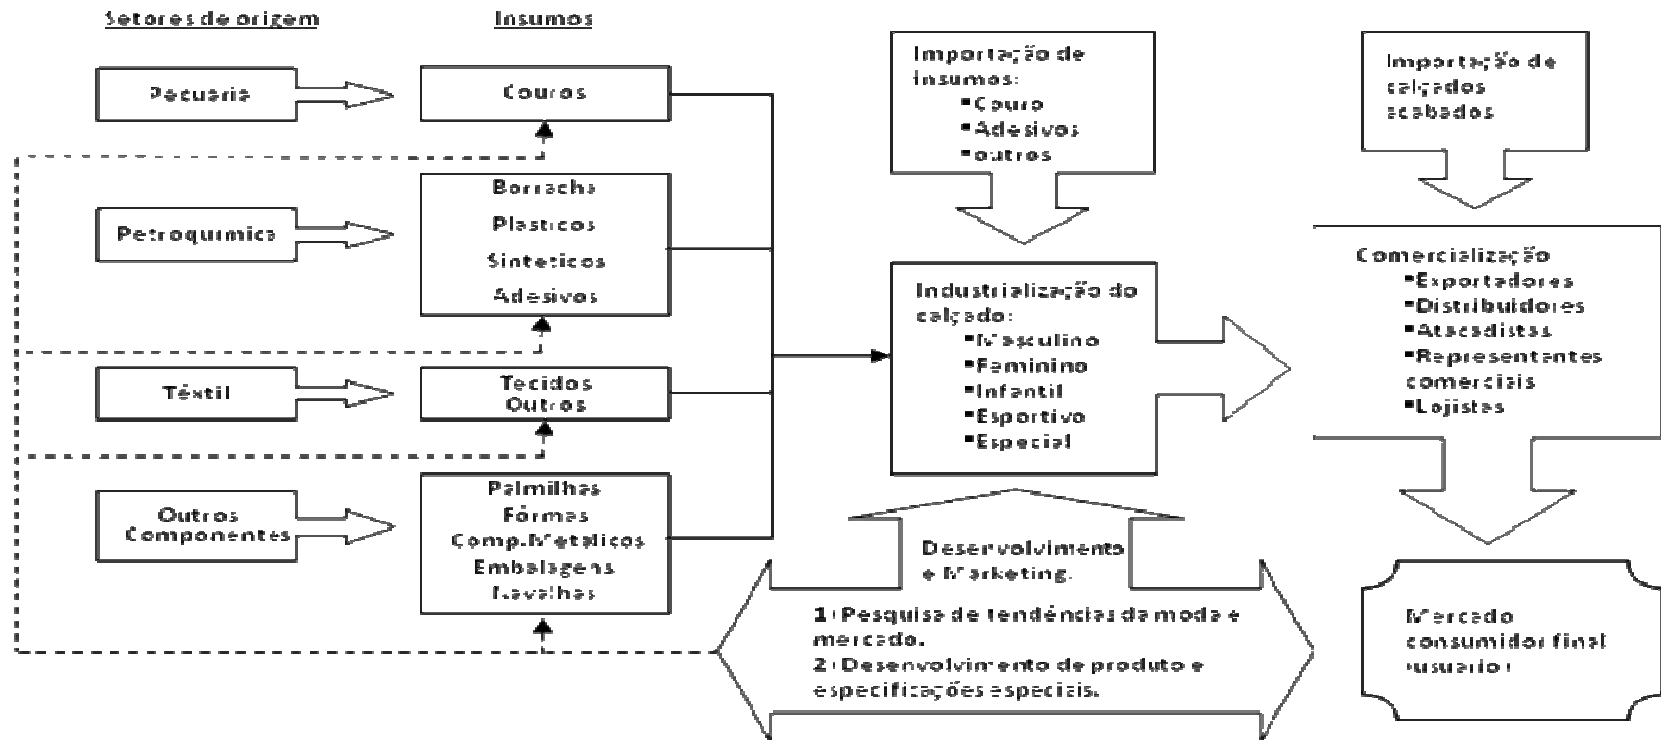 Setores de origem
Insumos
Pecuaria
Couros
Petroquimica
Borracha
Plasticos
Sinteticos
Adesivos
Têxtil
Tecidos
Outros
Outros
Componentes
Palmilhas
Fôrmas
Comp.Metalicos
Embalagens
Navalhas
Importação de
insumos:
▪Couro
▪Adesivos
▪outros
Industrialização do
calçado:
▪Masculino
▪Feminino
▪Infantil
▪Esportivo
▪Especial
Desenvolvimento
e Marketing.
1) Pesquisa de tendências da moda e
mercado.
2) Desenvolvimento de produto e
especificações especiais.
Importação de
calçados
acabados
Comercialização
▪Exportadores
▪Distribuidores
▪Atacadistas
▪Representantes
comerciais
▪Lojistas
Mercado
consumidor final
(usuario)